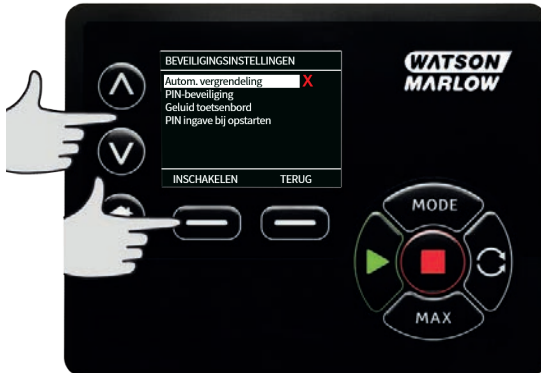 BEVEILIGINGSINSTELLINGEN
Autom. vergrendeling X
PIN-beveiliging
Geluid toetsenbord
PIN ingave bij opstarten
INSCHAKELEN TERUG
WATSON
MARLOW
MODE
MAX